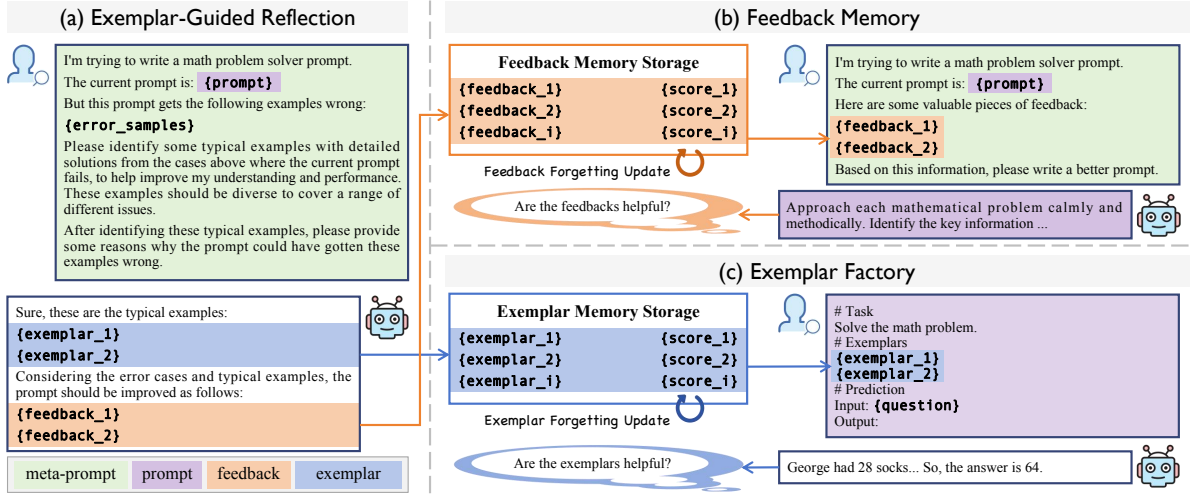 (a) Exemplar-Guided Reflection
I'm trying to write a math problem solver prompt.
The current prompt is: {prompt}
But this prompt gets the following examples wrong:
{error_samples}
Please identify some typical examples with detailed
solutions from the cases above where the current prompt
fails, to help improve my understanding and performance.
These examples should be diverse to cover a range of
different issues.
After identifying these typical examples, please provide
some reasons why the prompt could have gotten these
examples wrong.
Sure, these are the typical examples:
{exemplar_1}
{exemplar_2}
Considering the error cases and typical examples, the
prompt should be improved as follows:
{feedback_1}
{feedback_2}
meta-prompt prompt feedback exemplar
(b) Feedback Memory
Feedback Memory Storage
{feedback_1} {score_1}
{feedback_2} {score_2}
{feedback_i} {score_i}
Feedback Forgetting Update
Are the feedbacks helpful?
I'm trying to write a math problem solver prompt.
The current prompt is: {prompt}
Here are some valuable pieces of feedback:
{feedback_1}
{feedback_2}
Based on this information, please write a better prompt.
Approach each mathematical problem calmly and
methodically. Identify the key information ...
(c) Exemplar Factory
Exemplar Memory Storage
{exemplar_1} {score_1}
{exemplar_2} {score_2}
{exemplar_i} {score_i}
Exemplar Forgetting Update
Are the exemplars helpful?
# Task
Solve the math problem.
# Exemplars
{exemplar_1}
{exemplar_2}
# Prediction
Input: {question}
Output:
George had 28 socks... So, the answer is 64.